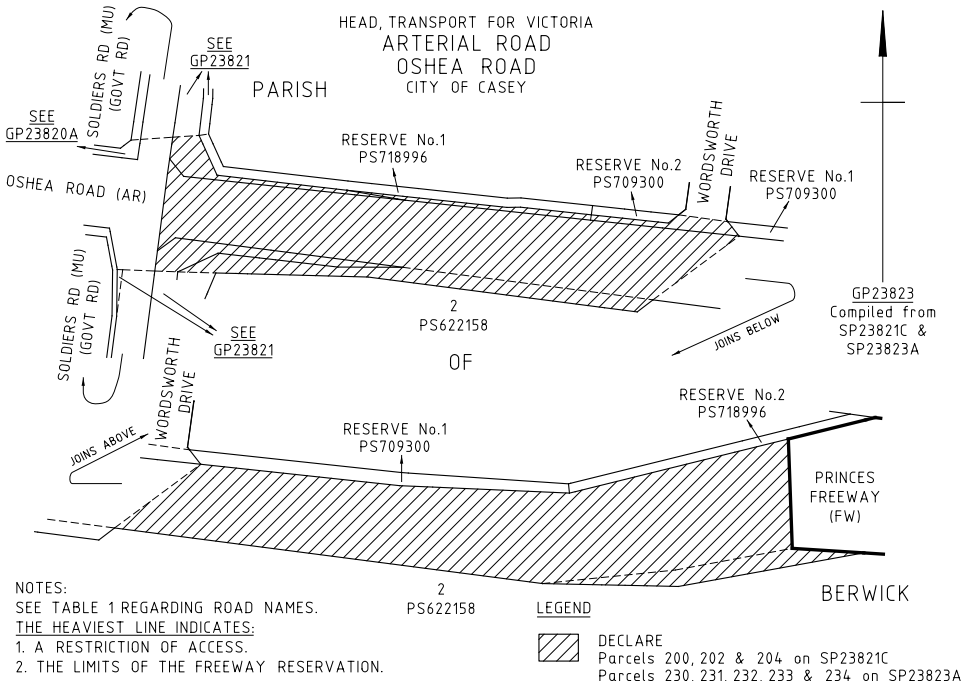 HEAD, TRANSPORT FOR VICTORIA
ARTERIAL ROAD
OSHEA ROAD
CITY OF CASEY
SOLDIERS RD (MU)
(GOVT RD)
SEE
GP23821
PARISH
SEE
GP23820A
RESERVE No.1
PS718996
RESERVE No.2
PS709300
WORDSWORTH
DRIVE
RESERVE No.1
PS709300
OSHEA ROAD (AR)
SOLDIERS RD (MU)
(GOVT RD)
SEE
GP23821
2
PS622158
OF
JOINS BELOW
GP23823
Compiled from
SP23821C &
SP23823A
WORDSWORTH
DRIVE
JOINS ABOVE
RESERVE No.1
PS709300
RESERVE No.2
PS718996
PRINCES
FREEWAY
(FW)
BERWICK
2
PS622158
NOTES:
SEE TABLE 1 REGARDING ROAD NAMES.
THE HEAVIEST LINE INDICATES:
1. A RESTRICTION OF ACCESS.
2. THE LIMITS OF THE FREEWAY RESERVATION.
LEGEND
DECLARE
Parcels 200, 202 & 204 on SP23821C
Parcels 230, 231, 232, 233 & 234 on SP23823A